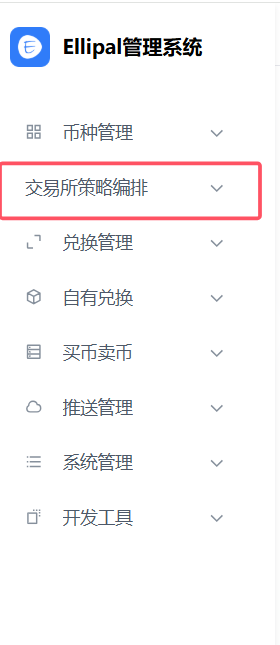 Ellipal管理系统
币种管理
交易所策略编排
兑换管理
自有兑换
买币卖币
推送管理
系统管理
开发工具